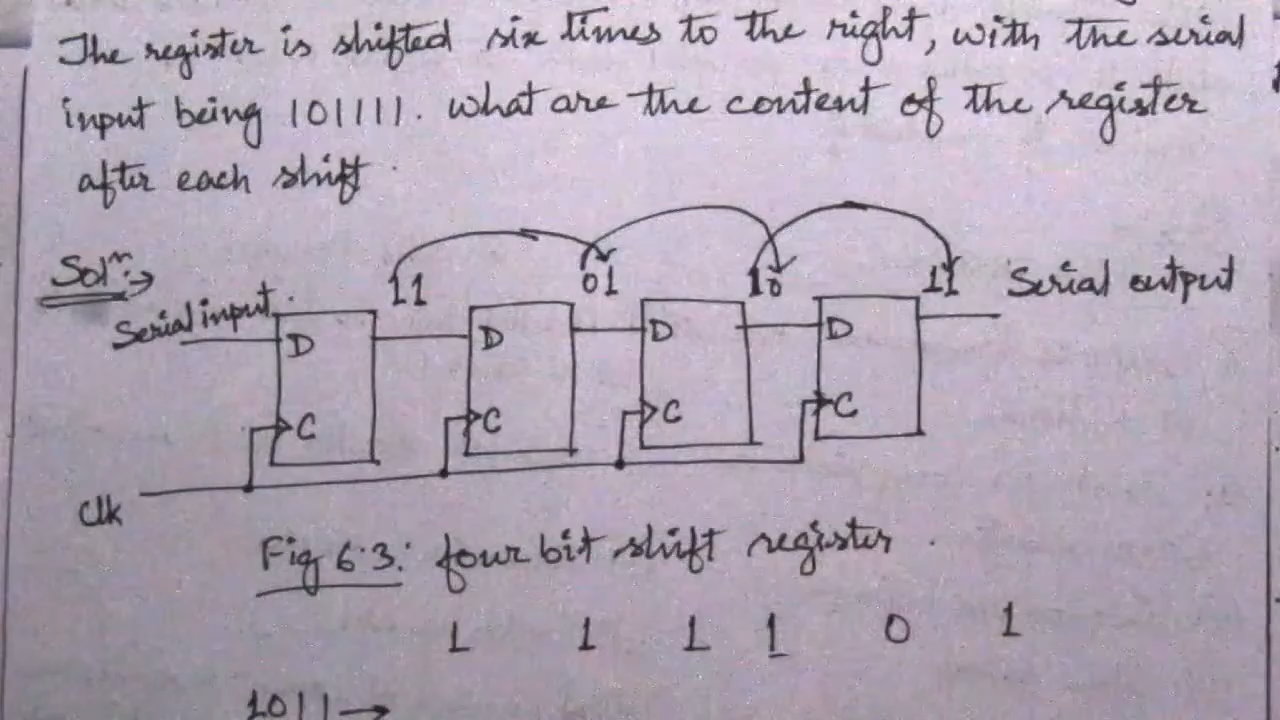 The register is shifted six times to the right, with the serial
input being 101111. What are the content of the register
after each shift.
Solⁿ:→
Serial input.
11
01
10
11
Serial output
D
D
D
D
C
C
C
C
Clk
Fig 6.3: four bit shift register.
1 1 1 1 0 1
1011→